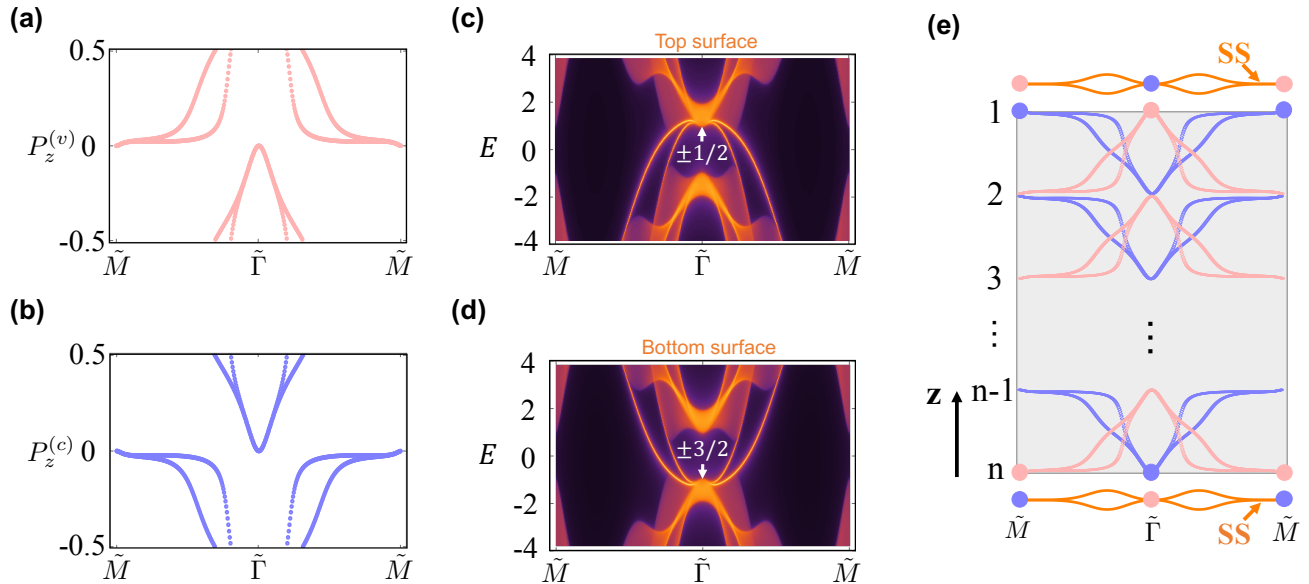 (a)
0.5
P_z^{(v)} 0
-0.5
M̃ Γ̃ M̃
(b)
0.5
P_z^{(c)} 0
-0.5
M̃ Γ̃ M̃
(c)
Top surface
4
2
E 0
-2
-4
±1/2
M̃ Γ̃ M̃
(d)
Bottom surface
4
2
E 0
-2
-4
±3/2
M̃ Γ̃ M̃
(e)
SS
1
2
3
⋮ ⋮
n-1
z
n
SS
M̃ Γ̃ M̃